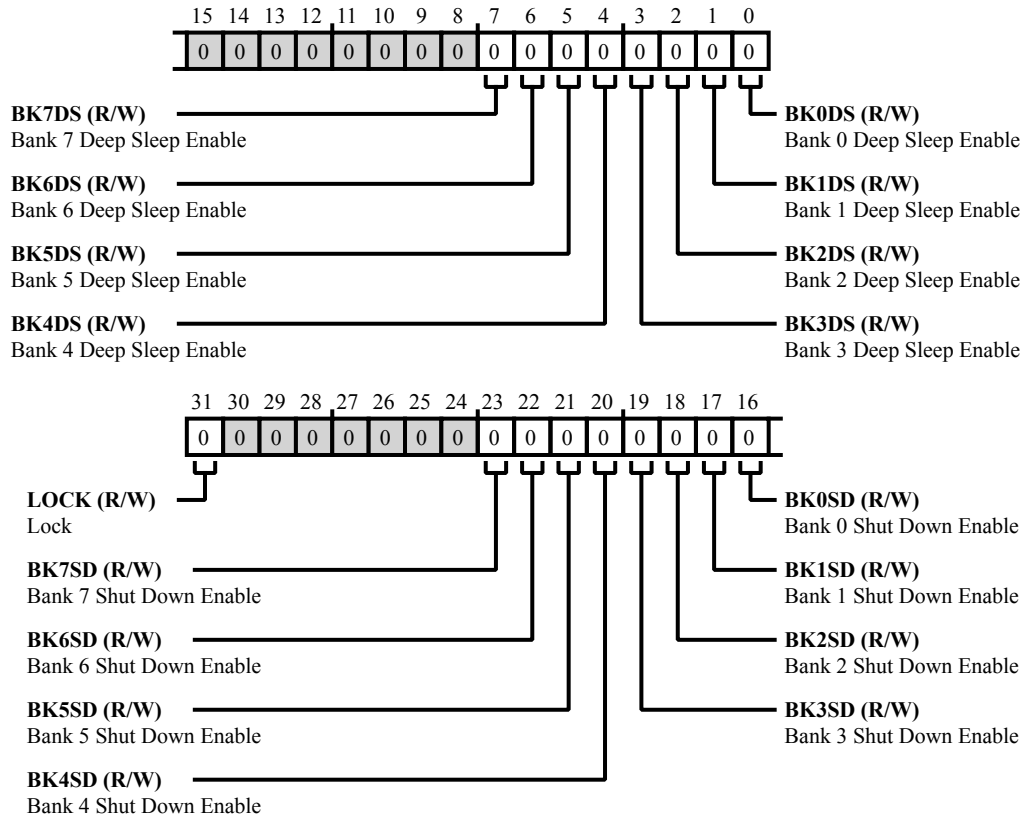 15 14 13 12 11 10 9 8 7 6 5 4 3 2 1 0
0 0 0 0 0 0 0 0 0 0 0 0 0 0 0 0
BK7DS (R/W)
Bank 7 Deep Sleep Enable
BK0DS (R/W)
Bank 0 Deep Sleep Enable
BK6DS (R/W)
Bank 6 Deep Sleep Enable
BK1DS (R/W)
Bank 1 Deep Sleep Enable
BK5DS (R/W)
Bank 5 Deep Sleep Enable
BK2DS (R/W)
Bank 2 Deep Sleep Enable
BK4DS (R/W)
Bank 4 Deep Sleep Enable
BK3DS (R/W)
Bank 3 Deep Sleep Enable
31 30 29 28 27 26 25 24 23 22 21 20 19 18 17 16
0 0 0 0 0 0 0 0 0 0 0 0 0 0 0 0
LOCK (R/W)
Lock
BK0SD (R/W)
Bank 0 Shut Down Enable
BK7SD (R/W)
Bank 7 Shut Down Enable
BK1SD (R/W)
Bank 1 Shut Down Enable
BK6SD (R/W)
Bank 6 Shut Down Enable
BK2SD (R/W)
Bank 2 Shut Down Enable
BK5SD (R/W)
Bank 5 Shut Down Enable
BK3SD (R/W)
Bank 3 Shut Down Enable
BK4SD (R/W)
Bank 4 Shut Down Enable